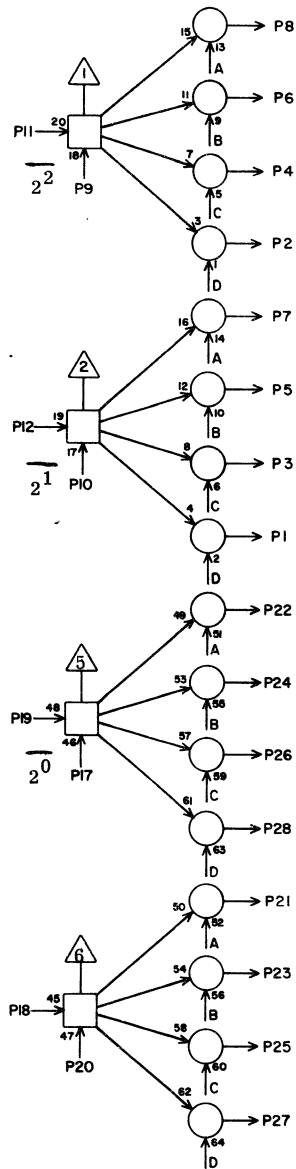 15 P8
1 13
A
11 P6
20 9
P11 B
18 7 P4
2² P9 5
C
3 P2
1
D
16 P7
2 14
A
12 P5
19 10
P12 B
17 8 P3
2¹ P10 6
C
4 P1
2
D
49 P22
5 51
A
53 P24
48 55
P19 B
46 57 P26
2⁰ P17 59
C
61 P28
63
D
50 P21
6 52
A
54 P23
45 56
P18 B
47 58 P25
P20 60
C
62 P27
64
D